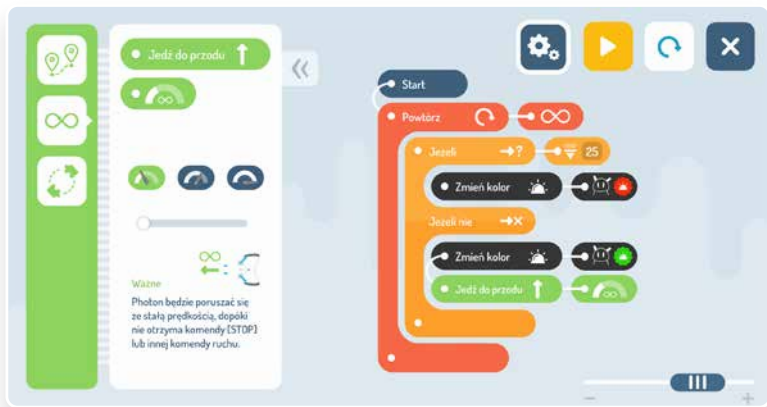 Jedź do przodu
Ważne
Photon będzie poruszać się
ze stałą prędkością, dopóki
nie otrzyma komendy [STOP]
lub innej komendy ruchu.
Start
Powtórz
Jeżeli →? 25
Zmień kolor
Jeżeli nie
Zmień kolor
Jedź do przodu